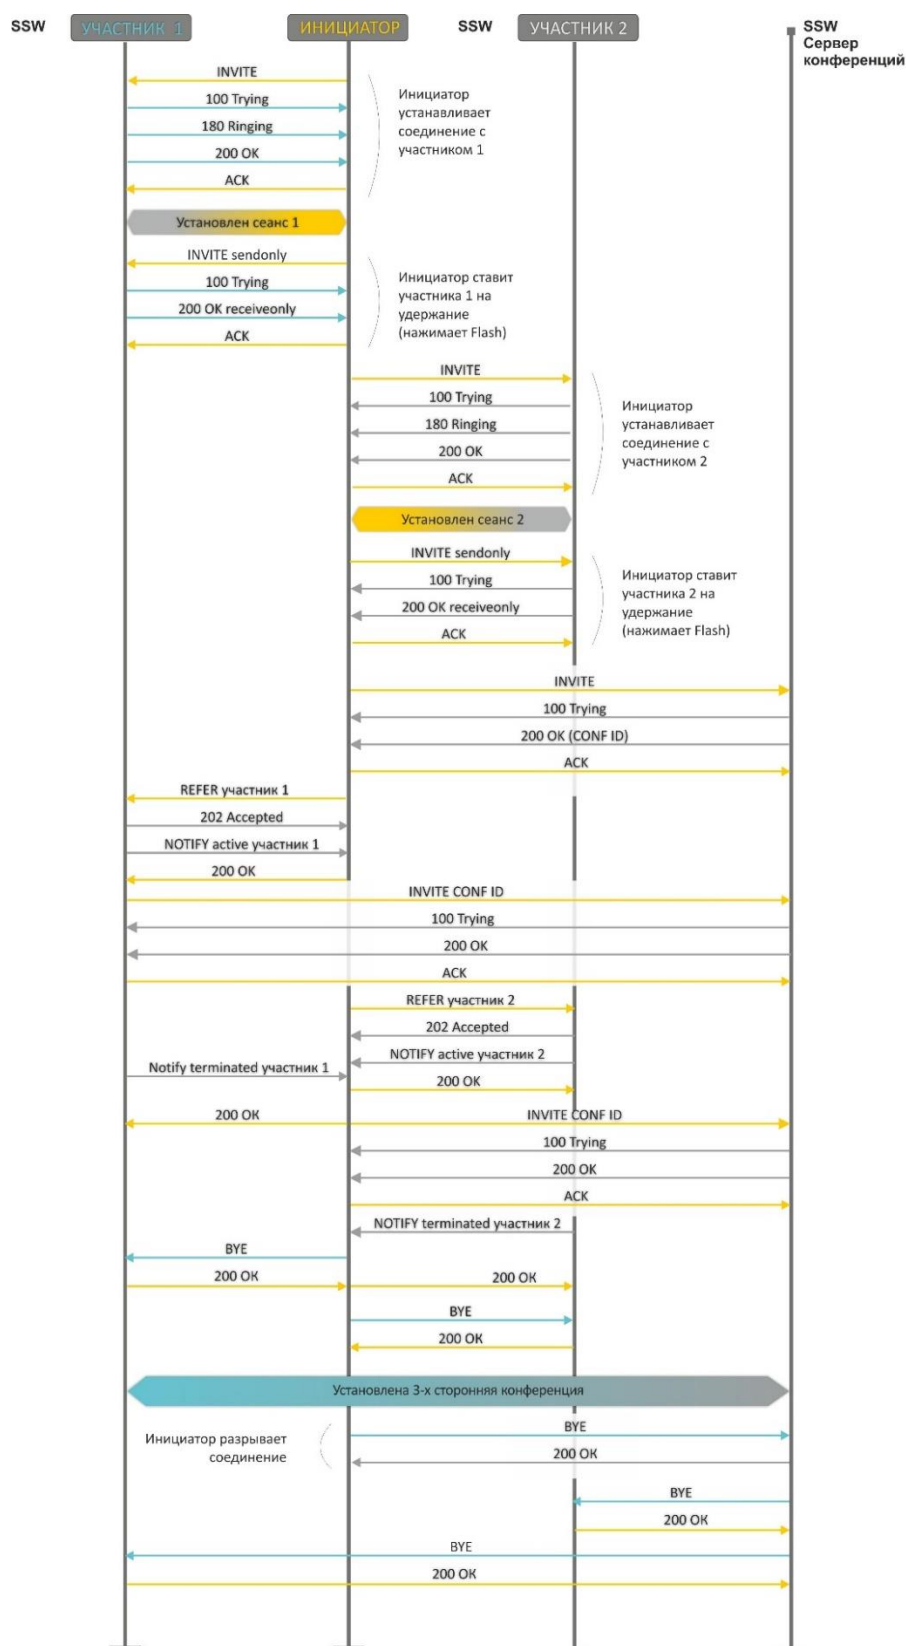 SSW
УЧАСТНИК 1
ИНИЦИАТОР
SSW
УЧАСТНИК 2
SSW
Сервер
конференций
INVITE
100 Trying
180 Ringing
200 OK
ACK
Инициатор
устанавливает
соединение с
участником 1
Установлен сеанс 1
INVITE sendonly
100 Trying
200 OK receiveonly
ACK
Инициатор ставит
участника 1 на
удержание
(нажимает Flash)
INVITE
100 Trying
180 Ringing
200 OK
ACK
Инициатор
устанавливает
соединение с
участником 2
Установлен сеанс 2
INVITE sendonly
100 Trying
200 OK receiveonly
ACK
Инициатор ставит
участника 2 на
удержание
(нажимает Flash)
INVITE
100 Trying
200 OK (CONF ID)
ACK
REFER участник 1
202 Accepted
NOTIFY active участник 1
200 OK
INVITE CONF ID
100 Trying
200 OK
ACK
REFER участник 2
202 Accepted
NOTIFY active участник 2
Notify terminated участник 1
200 OK
200 OK
INVITE CONF ID
100 Trying
200 OK
ACK
NOTIFY terminated участник 2
BYE
200 OK
200 OK
BYE
200 OK
Установлена 3-х сторонняя конференция
Инициатор разрывает
соединение
BYE
200 OK
BYE
200 OK
BYE
200 OK